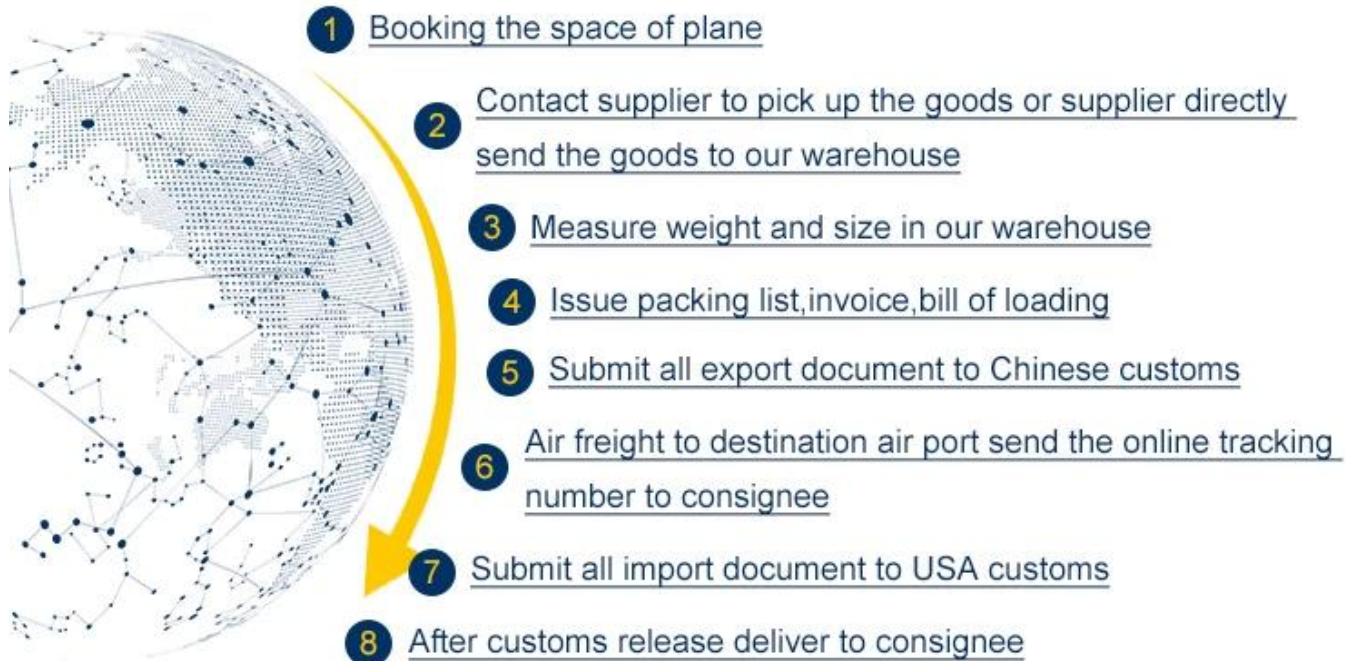 1 Booking the space of plane
2 Contact supplier to pick up the goods or supplier directly
send the goods to our warehouse
3 Measure weight and size in our warehouse
4 Issue packing list,invoice,bill of loading
5 Submit all export document to Chinese customs
6 Air freight to destination air port send the online tracking
number to consignee
7 Submit all import document to USA customs
8 After customs release deliver to consignee